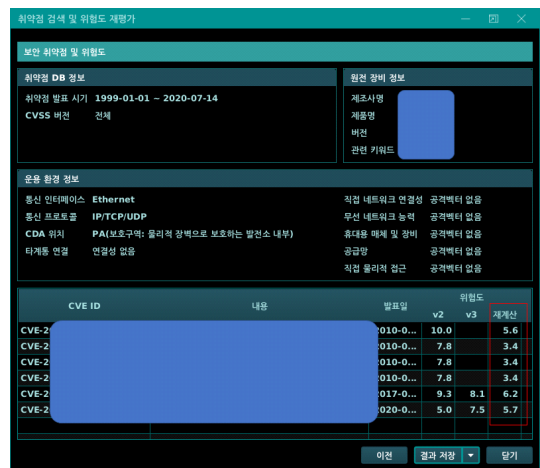 취약점 검색 및 위험도 재평가
보안 취약점 및 위험도
취약점 DB 정보
취약점 발표 시기 1999-01-01 ~ 2020-07-14
CVSS 버전 전체
원전 장비 정보
제조사명
제품명
버전
관련 키워드
운용 환경 정보
통신 인터페이스 Ethernet
통신 프로토콜 IP/TCP/UDP
CDA 위치 PA(보호구역: 물리적 장벽으로 보호하는 발전소 내부)
타계통 연결 연결성 없음
직접 네트워크 연결성 공격벡터 없음
무선 네트워크 능력 공격벡터 없음
휴대용 매체 및 장비 공격벡터 없음
공급망 공격벡터 없음
직접 물리적 접근 공격벡터 없음
CVE ID 내용 발표일 위험도
v2 v3 재계산
CVE-2 2010-0... 10.0 5.6
CVE-2 2010-0... 7.8 3.4
CVE-2 2010-0... 7.8 3.4
CVE-2 2010-0... 7.8 3.4
CVE-2 2017-0... 9.3 8.1 6.2
CVE-2 2020-0... 5.0 7.5 5.7
이전 결과 저장 닫기